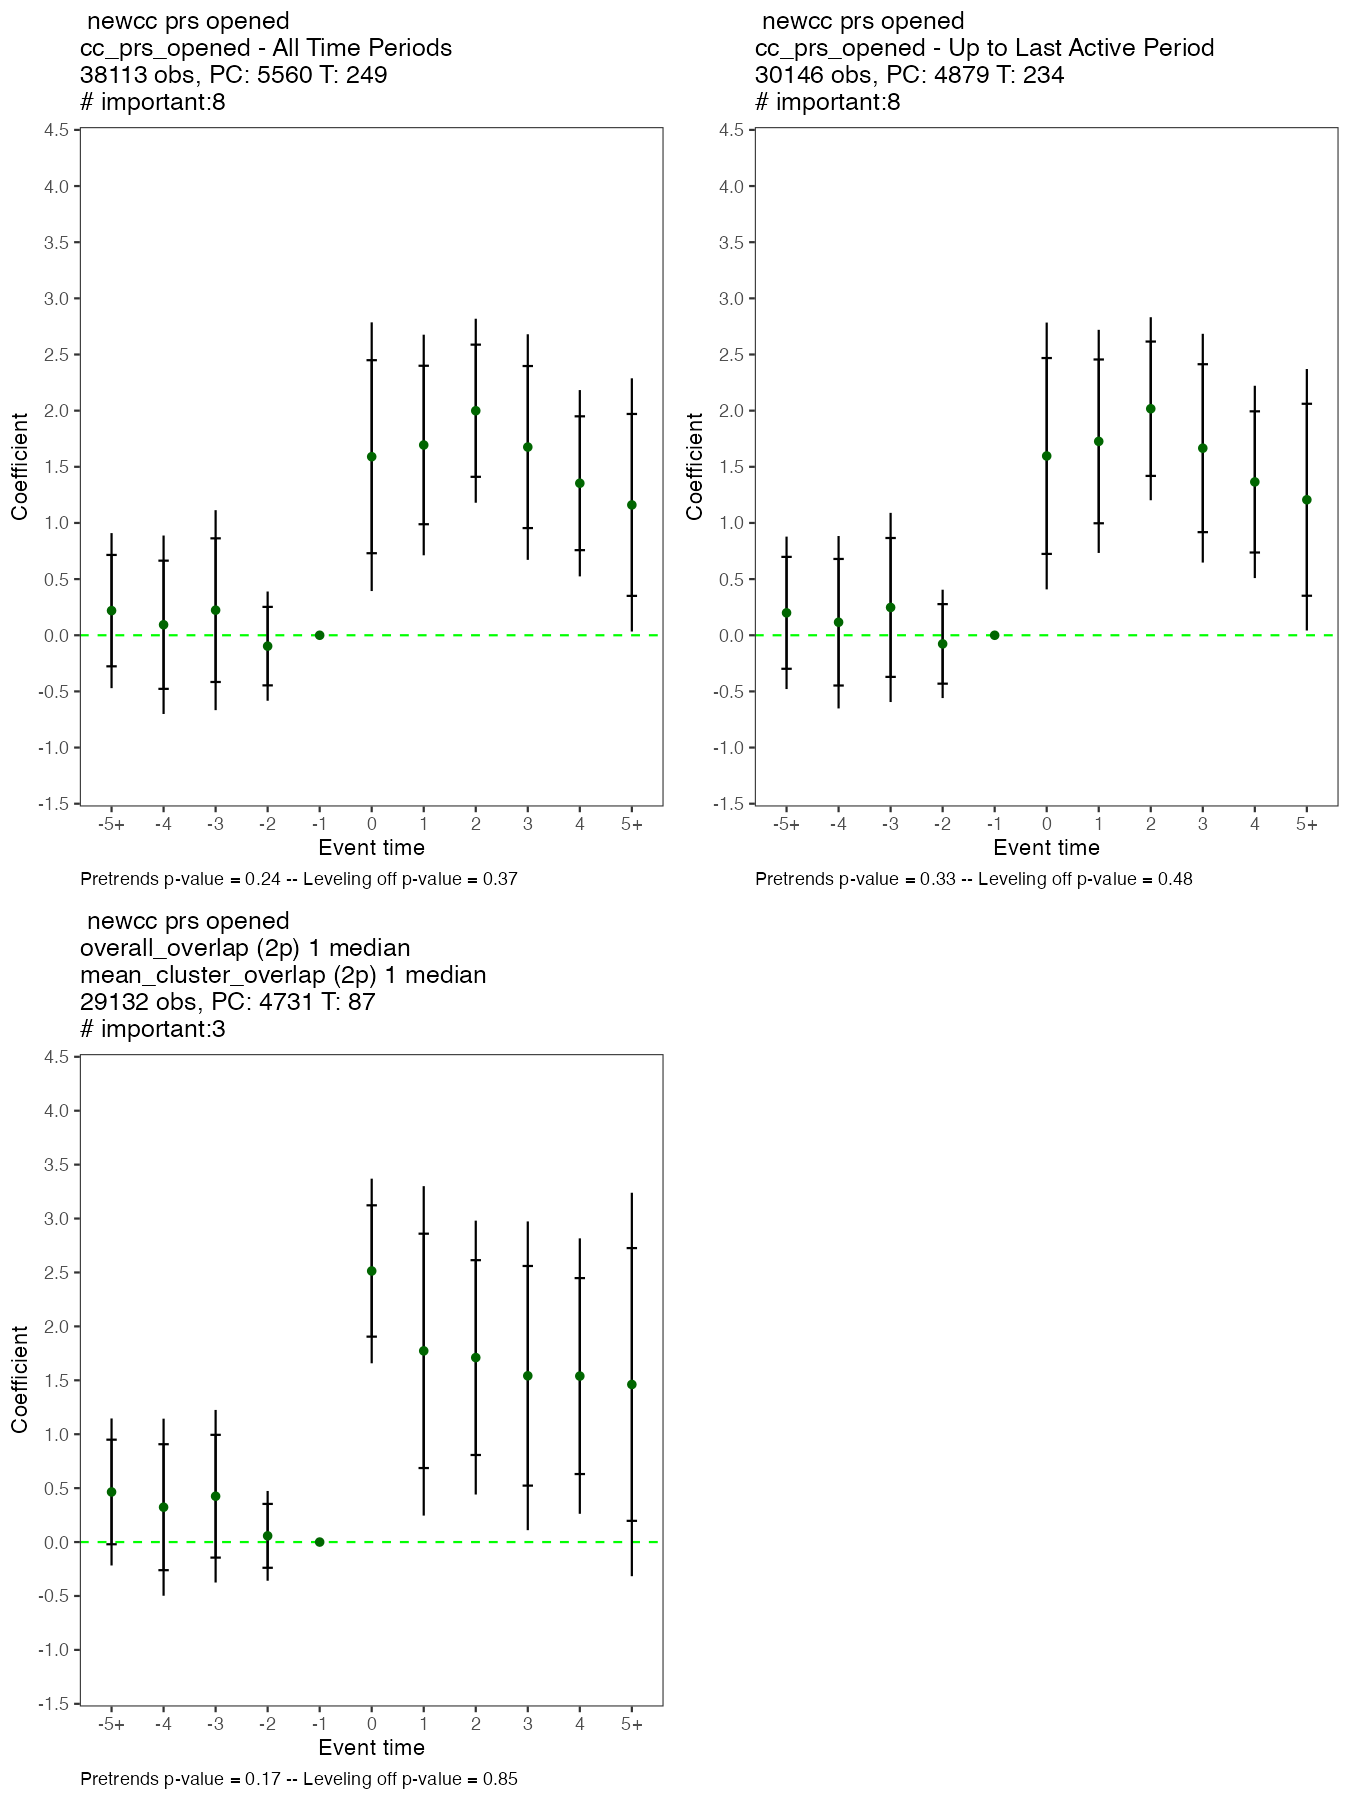 newcc prs opened
cc_prs_opened - All Time Periods
38113 obs, PC: 5560 T: 249
# important:8
4.5
4.0
3.5
3.0
2.5
2.0
1.5
1.0
0.5
0.0
-0.5
-1.0
-1.5
Coefficient
-5+ -4 -3 -2 -1 0 1 2 3 4 5+
Event time
Pretrends p-value = 0.24 -- Leveling off p-value = 0.37
newcc prs opened
cc_prs_opened - Up to Last Active Period
30146 obs, PC: 4879 T: 234
# important:8
4.5
4.0
3.5
3.0
2.5
2.0
1.5
1.0
0.5
0.0
-0.5
-1.0
-1.5
Coefficient
-5+ -4 -3 -2 -1 0 1 2 3 4 5+
Event time
Pretrends p-value = 0.33 -- Leveling off p-value = 0.48
newcc prs opened
overall_overlap (2p) 1 median
mean_cluster_overlap (2p) 1 median
29132 obs, PC: 4731 T: 87
# important:3
4.5
4.0
3.5
3.0
2.5
2.0
1.5
1.0
0.5
0.0
-0.5
-1.0
-1.5
Coefficient
-5+ -4 -3 -2 -1 0 1 2 3 4 5+
Event time
Pretrends p-value = 0.17 -- Leveling off p-value = 0.85